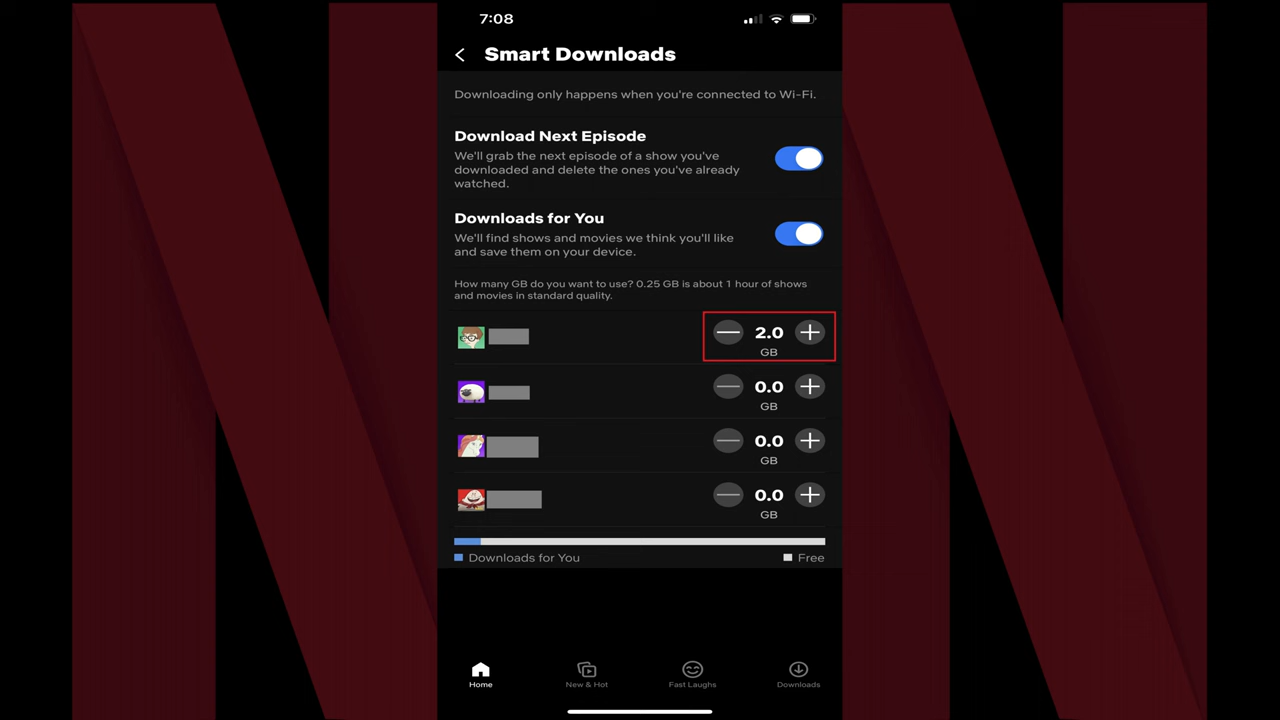 7:08
Smart Downloads
Downloading only happens when you're connected to Wi-Fi.
Download Next Episode
We'll grab the next episode of a show you've
downloaded and delete the ones you've already
watched.
Downloads for You
We'll find shows and movies we think you'll like
and save them on your device.
How many GB do you want to use? 0.25 GB is about 1 hour of shows
and movies in standard quality.
2.0
GB
0.0
GB
0.0
GB
0.0
GB
Downloads for You Free
Home New & Hot Fast Laughs Downloads